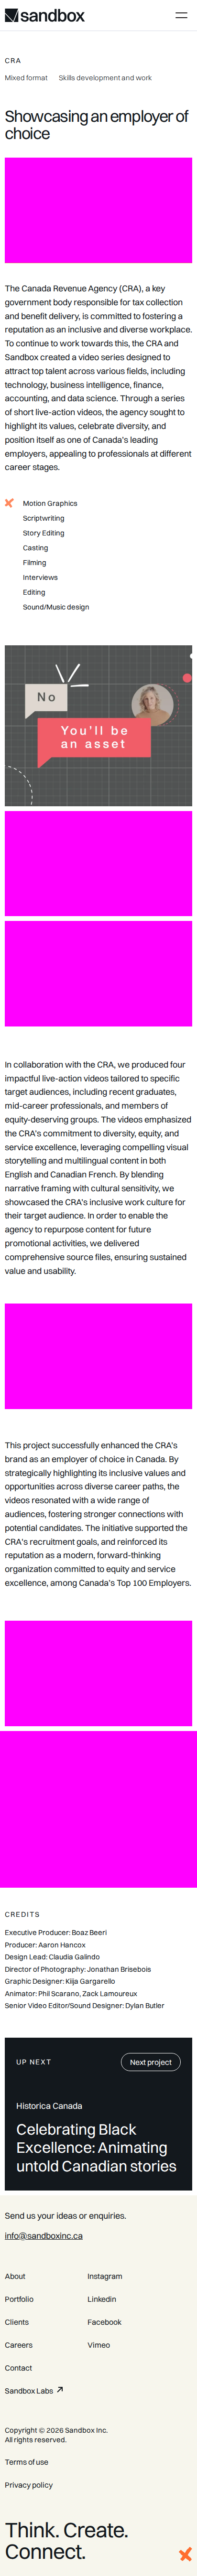 sandbox
CRA
Mixed format Skills development and work
Showcasing an employer of
choice
The Canada Revenue Agency (CRA), a key
government body responsible for tax collection
and benefit delivery, is committed to fostering a
reputation as an inclusive and diverse workplace.
To continue to work towards this, the CRA and
Sandbox created a video series designed to
attract top talent across various fields, including
technology, business intelligence, finance,
accounting, and data science. Through a series
of short live-action videos, the agency sought to
highlight its values, celebrate diversity, and
position itself as one of Canada's leading
employers, appealing to professionals at different
career stages.
Motion Graphics
Scriptwriting
Story Editing
Casting
Filming
Interviews
Editing
Sound/Music design
No
You'll be
an asset
In collaboration with the CRA, we produced four
impactful live-action videos tailored to specific
target audiences, including recent graduates,
mid-career professionals, and members of
equity-deserving groups. The videos emphasized
the CRA's commitment to diversity, equity, and
service excellence, leveraging compelling visual
storytelling and multilingual content in both
English and Canadian French. By blending
narrative framing with cultural sensitivity, we
showcased the CRA's inclusive work culture for
their target audience. In order to enable the
agency to repurpose content for future
promotional activities, we delivered
comprehensive source files, ensuring sustained
value and usability.
This project successfully enhanced the CRA's
brand as an employer of choice in Canada. By
strategically highlighting its inclusive values and
opportunities across diverse career paths, the
videos resonated with a wide range of
audiences, fostering stronger connections with
potential candidates. The initiative supported the
CRA's recruitment goals, and reinforced its
reputation as a modern, forward-thinking
organization committed to equity and service
excellence, among Canada's Top 100 Employers.
CREDITS
Executive Producer: Boaz Beeri
Producer: Aaron Hancox
Design Lead: Claudia Galindo
Director of Photography: Jonathan Brisebois
Graphic Designer: Kiija Gargarello
Animator: Phil Scarano, Zack Lamoureux
Senior Video Editor/Sound Designer: Dylan Butler
UP NEXT
Next project
Historica Canada
Celebrating Black
Excellence: Animating
untold Canadian stories
Send us your ideas or enquiries.
info@sandboxinc.ca
About
Instagram
Portfolio
Linkedin
Clients
Facebook
Careers
Vimeo
Contact
Sandbox Labs
Copyright © 2026 Sandbox Inc.
All rights reserved.
Terms of use
Privacy policy
Think. Create.
Connect.